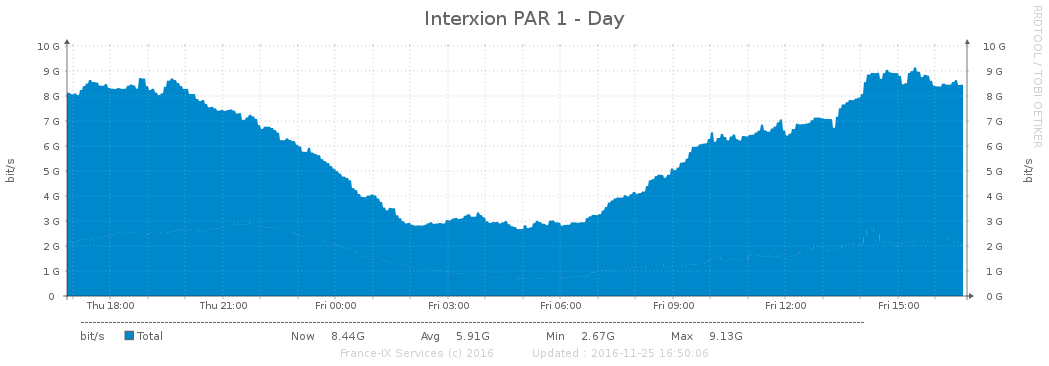 Interxion PAR 1 - Day
RRDTOOL / TOBI OETIKER
bit/s
10 G 10 G
9 G 9 G
8 G 8 G
7 G 7 G
6 G 6 G
5 G 5 G
4 G 4 G
3 G 3 G
2 G 2 G
1 G 1 G
0 0 G
bit/s
Thu 18:00 Thu 21:00 Fri 00:00 Fri 03:00 Fri 06:00 Fri 09:00 Fri 12:00 Fri 15:00
bit/s Total Now 8.44G Avg 5.91G Min 2.67G Max 9.13G
France-IX Services (c) 2016 Updated : 2016-11-25 16:50:06